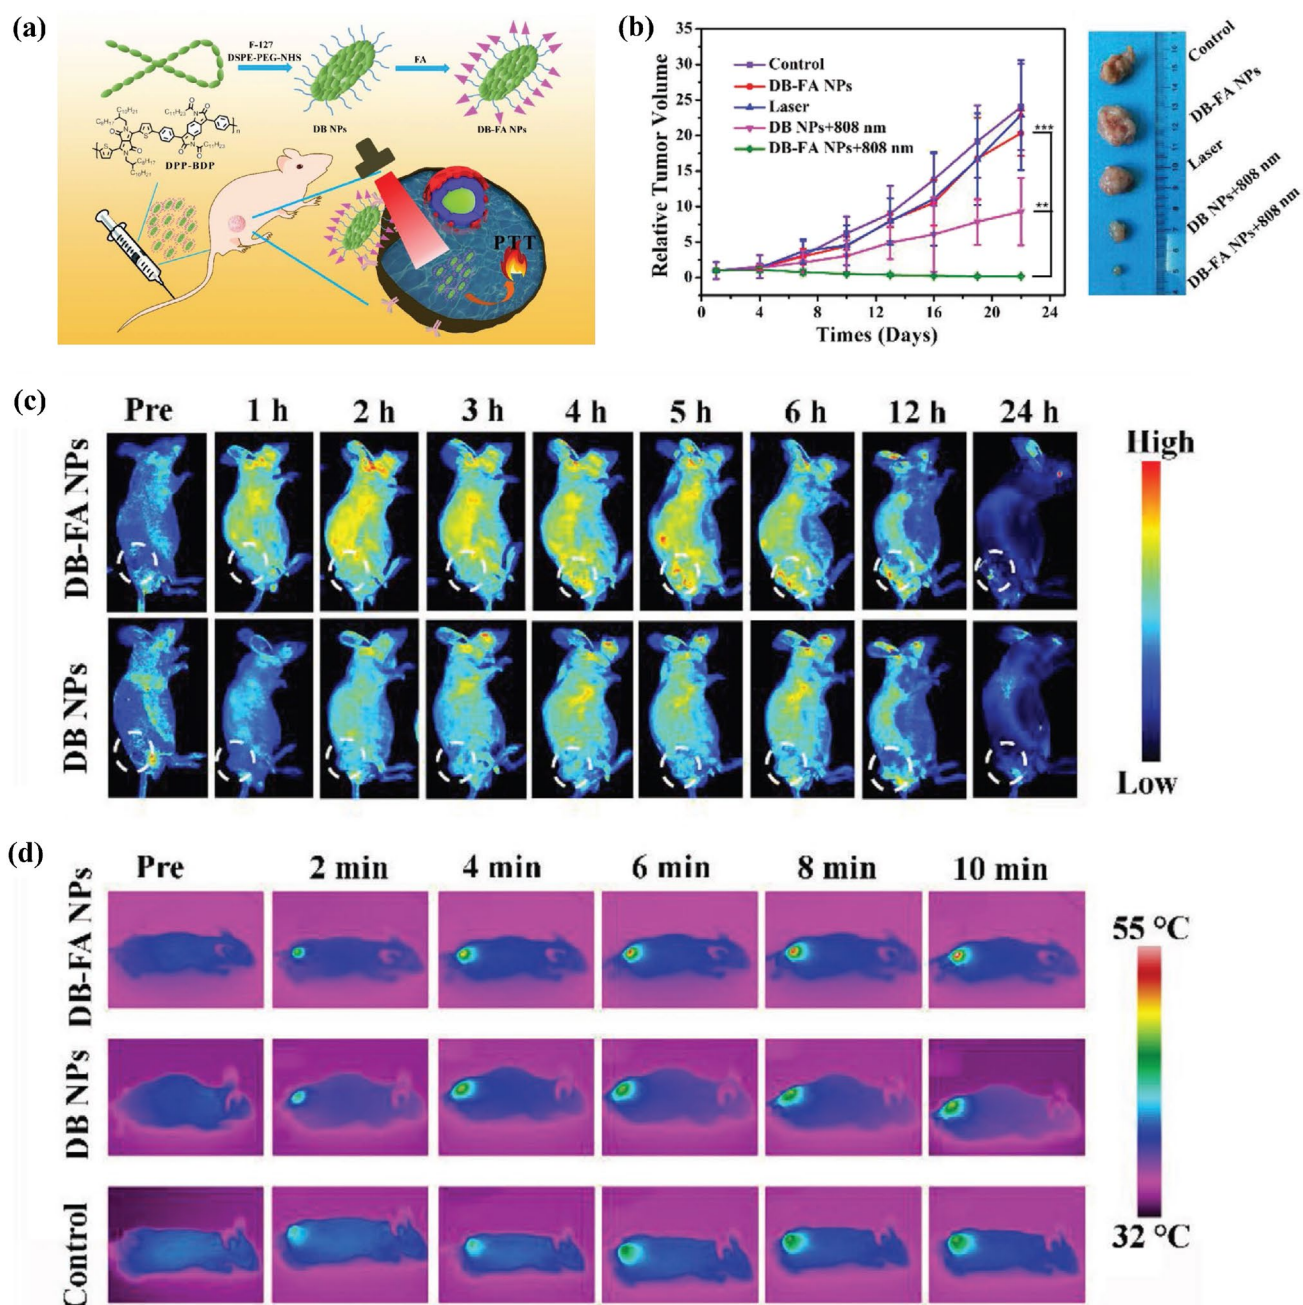 (a)
F-127
DSPE-PEG-NHS
FA
DB NPs
DB-FA NPs
DPP-BDP
PTT
(b)
Relative Tumor Volume
35
30
25
20
15
10
5
0
Control
DB-FA NPs
Laser
DB NPs+808 nm
DB-FA NPs+808 nm
***
**
0 4 8 12 16 20 24
Times (Days)
Control
DB-FA NPs
Laser
DB NPs+808 nm
DB-FA NPs+808 nm
(c)
Pre 1 h 2 h 3 h 4 h 5 h 6 h 12 h 24 h
DB-FA NPs
DB NPs
High
Low
(d)
Pre 2 min 4 min 6 min 8 min 10 min
DB-FA NPs
DB NPs
Control
55 °C
32 °C